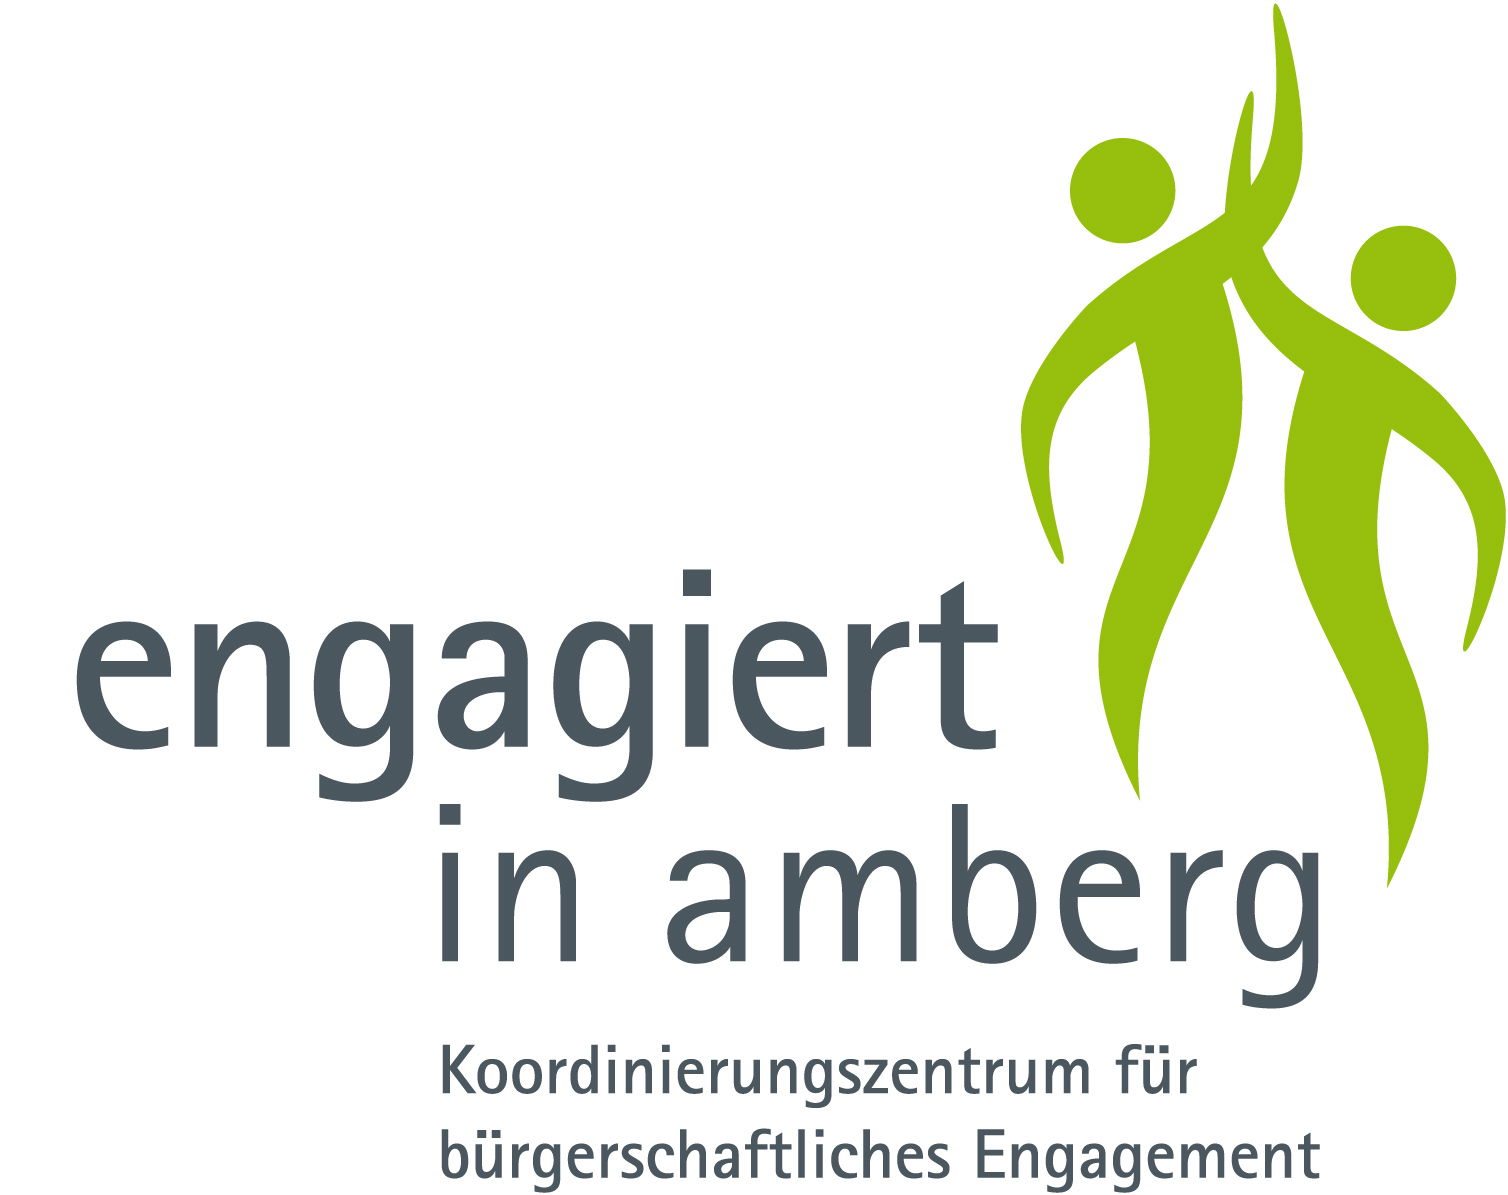 engagiert
in amberg
Koordinierungszentrum für
bürgerschaftliches Engagement